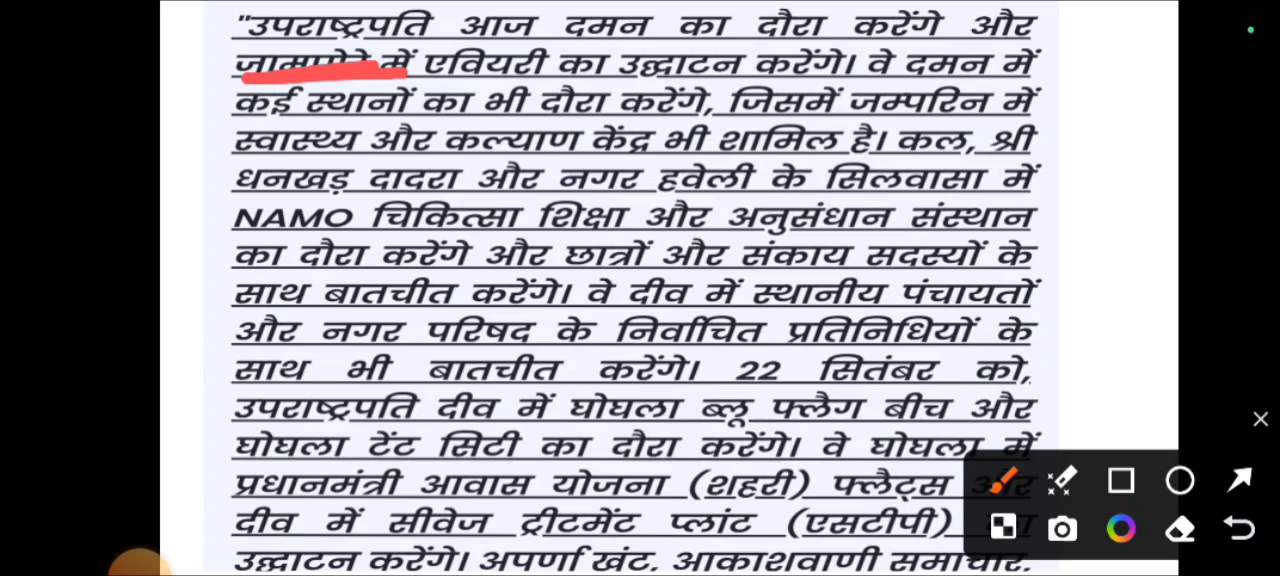 "उपराष्ट्रपति आज दमन का दौरा करेंगे और
जामपोरे में एवियरी का उद्घाटन करेंगे। वे दमन में
कई स्थानों का भी दौरा करेंगे, जिसमें जम्परिन में
स्वास्थ्य और कल्याण केंद्र भी शामिल है। कल, श्री
धनखड़ दादरा और नगर हवेली के सिलवासा में
NAMO चिकित्सा शिक्षा और अनुसंधान संस्थान
का दौरा करेंगे और छात्रों और संकाय सदस्यों के
साथ बातचीत करेंगे। वे दीव में स्थानीय पंचायतों
और नगर परिषद के निर्वाचित प्रतिनिधियों के
साथ भी बातचीत करेंगे। 22 सितंबर को,
उपराष्ट्रपति दीव में घोघला ब्लू फ्लैग बीच और
घोघला टेंट सिटी का दौरा करेंगे। वे घोघला में
प्रधानमंत्री आवास योजना (शहरी) फ्लैट्स और
दीव में सीवेज ट्रीटमेंट प्लांट (एसटीपी)
उद्घाटन करेंगे। अपर्णा खुंट, आकाशवाणी समाचार,